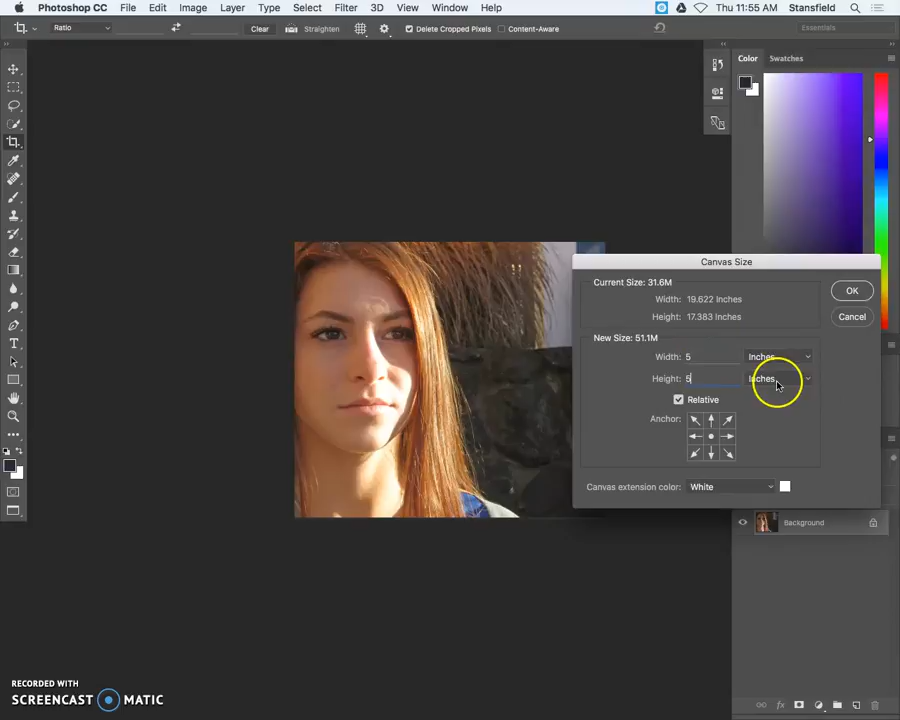 Photoshop CC File Edit Image Layer Type Select Filter 3D View Window Help Thu 11:55 AM Stansfield
Ratio Clear Straighten Delete Cropped Pixels Content-Aware Essentials
Color Swatches
Canvas Size
Current Size: 31.6M
Width: 19.622 Inches
Height: 17.383 Inches
OK
Cancel
New Size: 51.1M
Width: 5 Inches
Height: 5 Inches
Relative
Anchor:
Canvas extension color: White
Background
RECORDED WITH
SCREENCAST MATIC